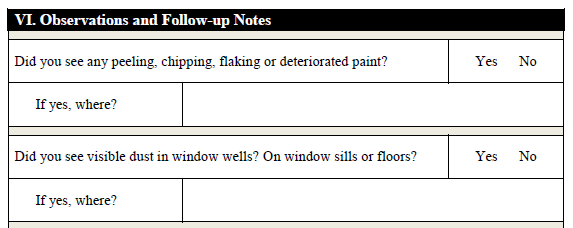 VI. Observations and Follow-up Notes
Did you see any peeling, chipping, flaking or deteriorated paint? Yes No
If yes, where?
Did you see visible dust in window wells? On window sills or floors? Yes No
If yes, where?